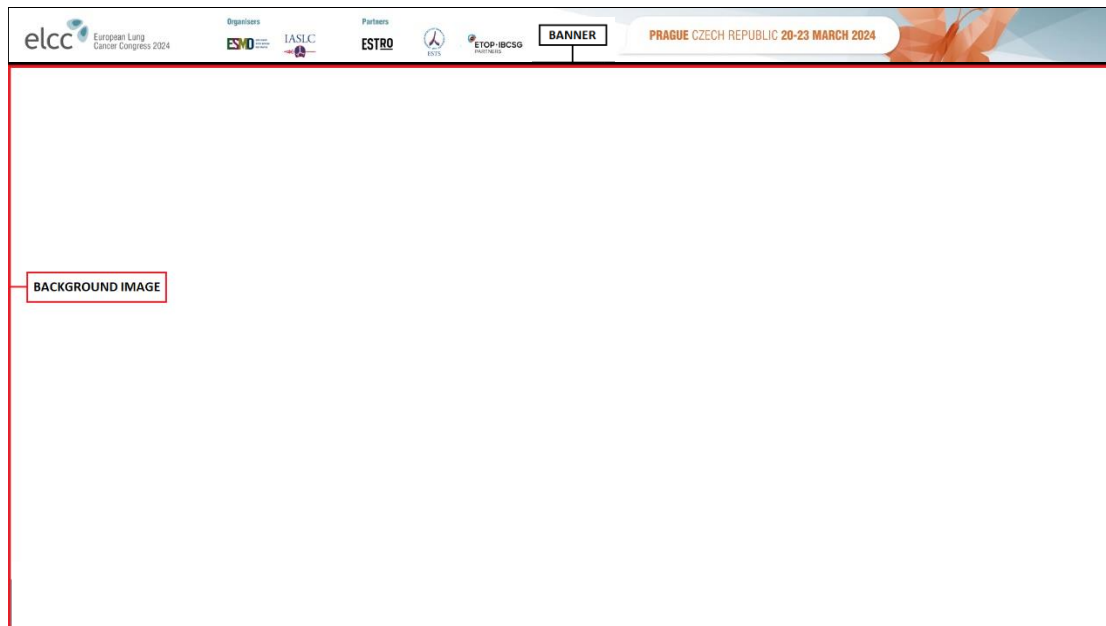 elcc
European Lung
Cancer Congress 2024
Organisers
ESMO
IASLC
Partners
ESTRO
ESTS
ETOP·IBCSG
PARTNERS
BANNER
PRAGUE CZECH REPUBLIC 20-23 MARCH 2024
BACKGROUND IMAGE